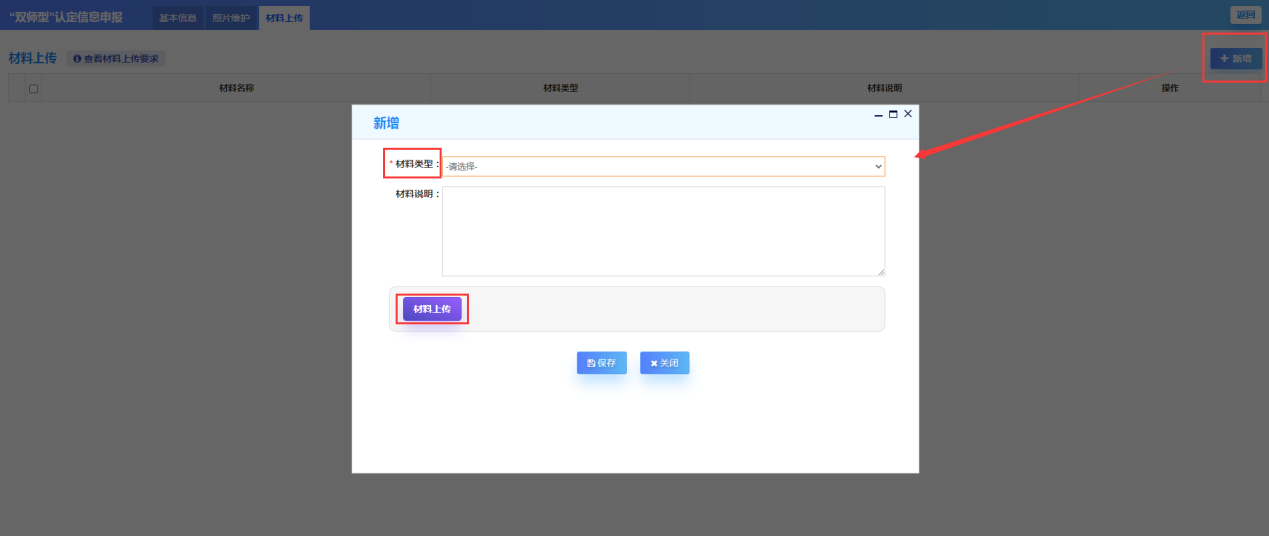 “双师型”认定信息申报 基本信息 照片维护 材料上传 返回
材料上传 查看材料上传要求 新增
材料名称 材料类型 材料说明 操作
新增
* 材料类型： -请选择-
材料说明：
材料上传
保存 关闭